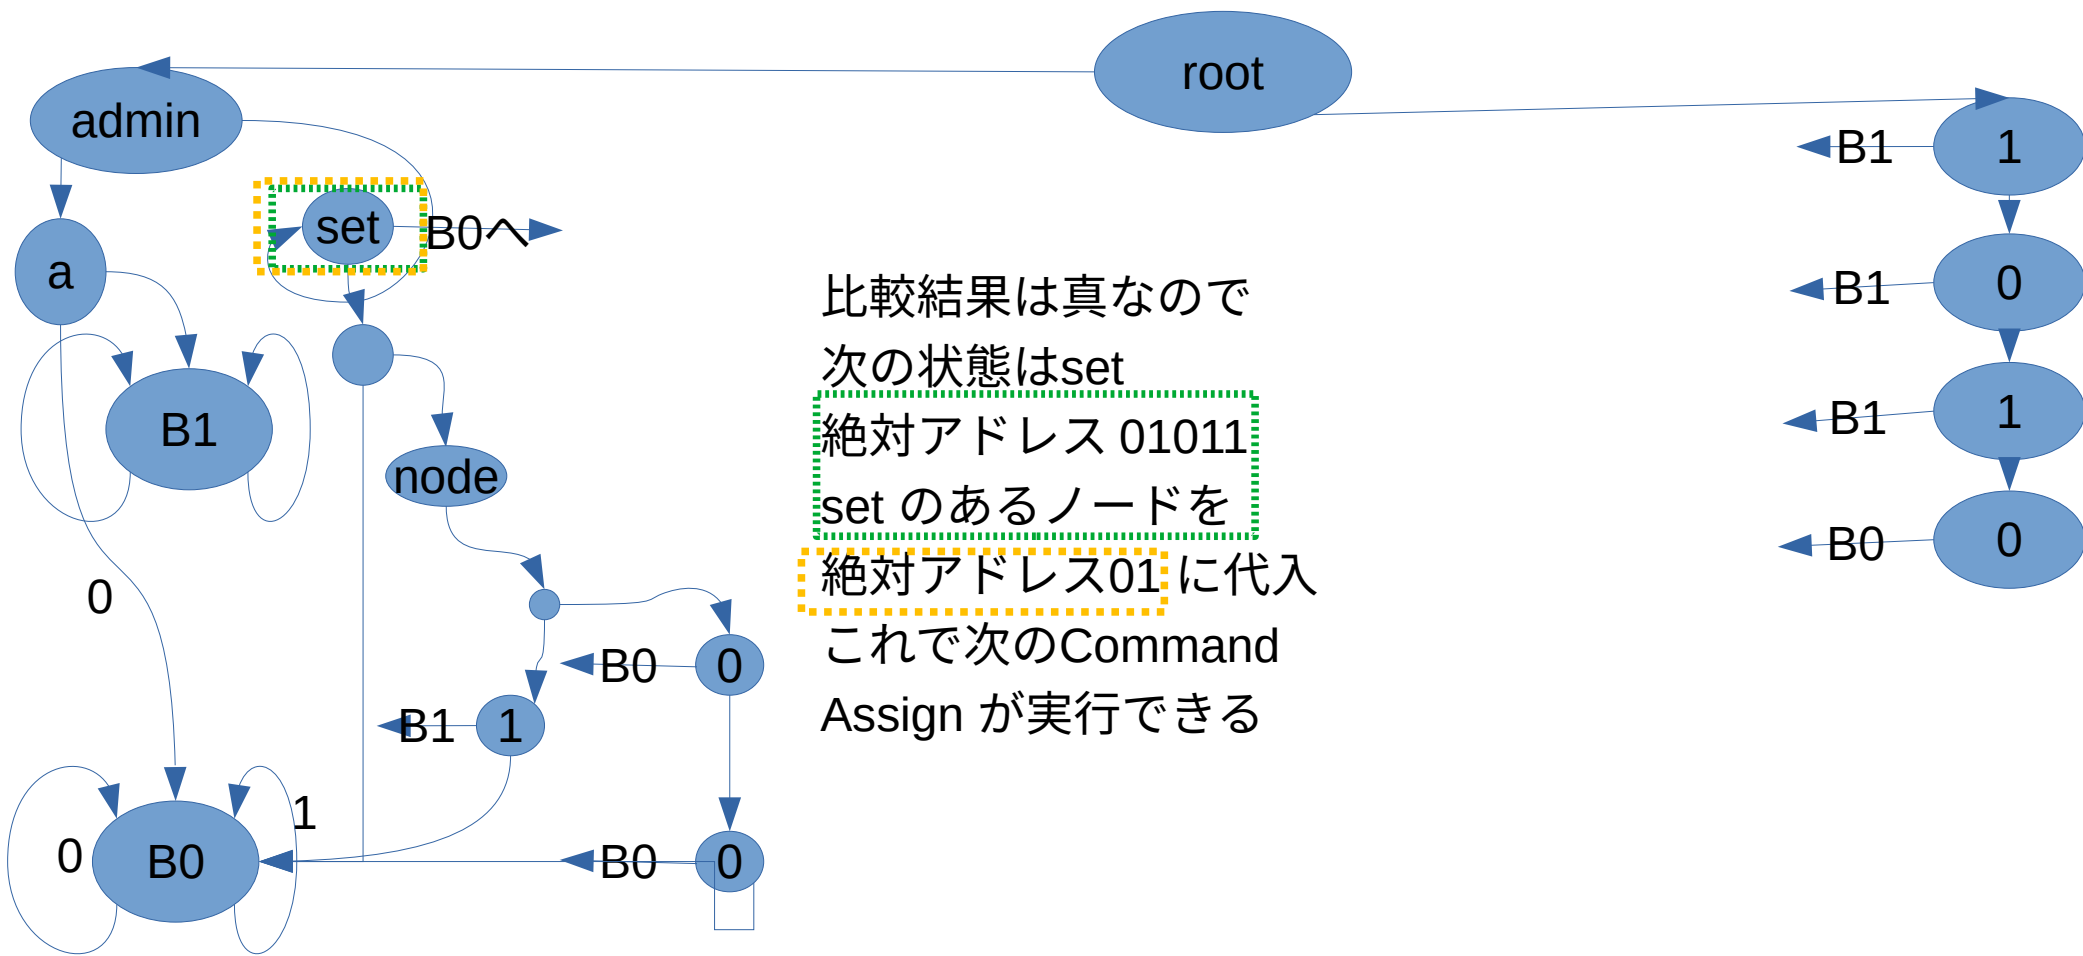 root
admin
1
B1
set
B0へ
a
0
B1
比較結果は真なので
次の状態はset
1
B1
B1
絶対アドレス 01011
node
set のあるノードを
0
B0
絶対アドレス01 に代入
0
これで次のCommand
B0
0
B1
1
Assign が実行できる
1
0
B0
B0
0